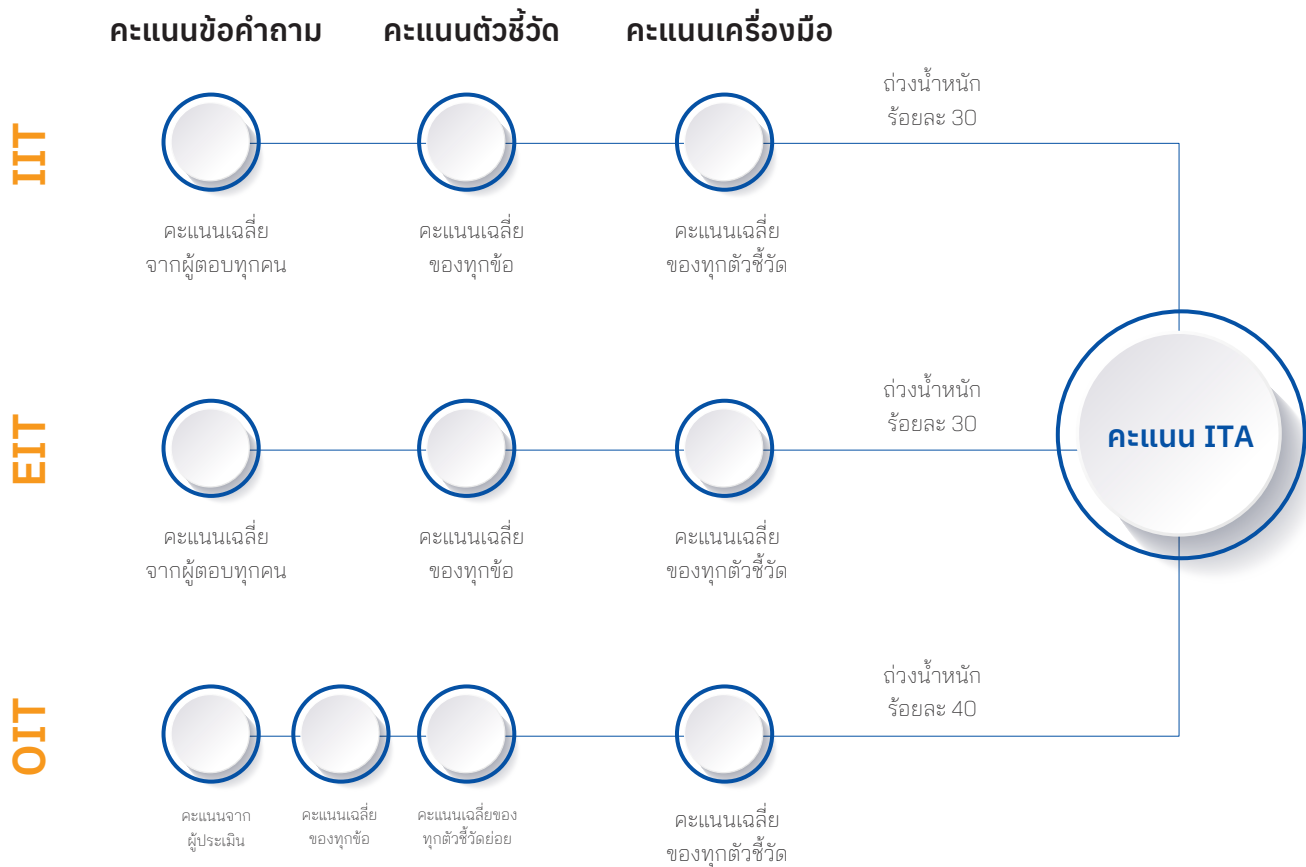 คะแนนข้อคำถาม คะแนนตัวชี้วัด คะแนนเครื่องมือ
IIT
ถ่วงน้ำหนัก
ร้อยละ 30
คะแนนเฉลี่ย
จากผู้ตอบทุกคน
คะแนนเฉลี่ย
ของทุกข้อ
คะแนนเฉลี่ย
ของทุกตัวชี้วัด
EIT
ถ่วงน้ำหนัก
ร้อยละ 30
คะแนนเฉลี่ย
จากผู้ตอบทุกคน
คะแนนเฉลี่ย
ของทุกข้อ
คะแนนเฉลี่ย
ของทุกตัวชี้วัด
คะแนน ITA
OIT
ถ่วงน้ำหนัก
ร้อยละ 40
คะแนนจาก
ผู้ประเมิน
คะแนนเฉลี่ย
ของทุกข้อ
คะแนนเฉลี่ยของ
ทุกตัวชี้วัดย่อย
คะแนนเฉลี่ย
ของทุกตัวชี้วัด